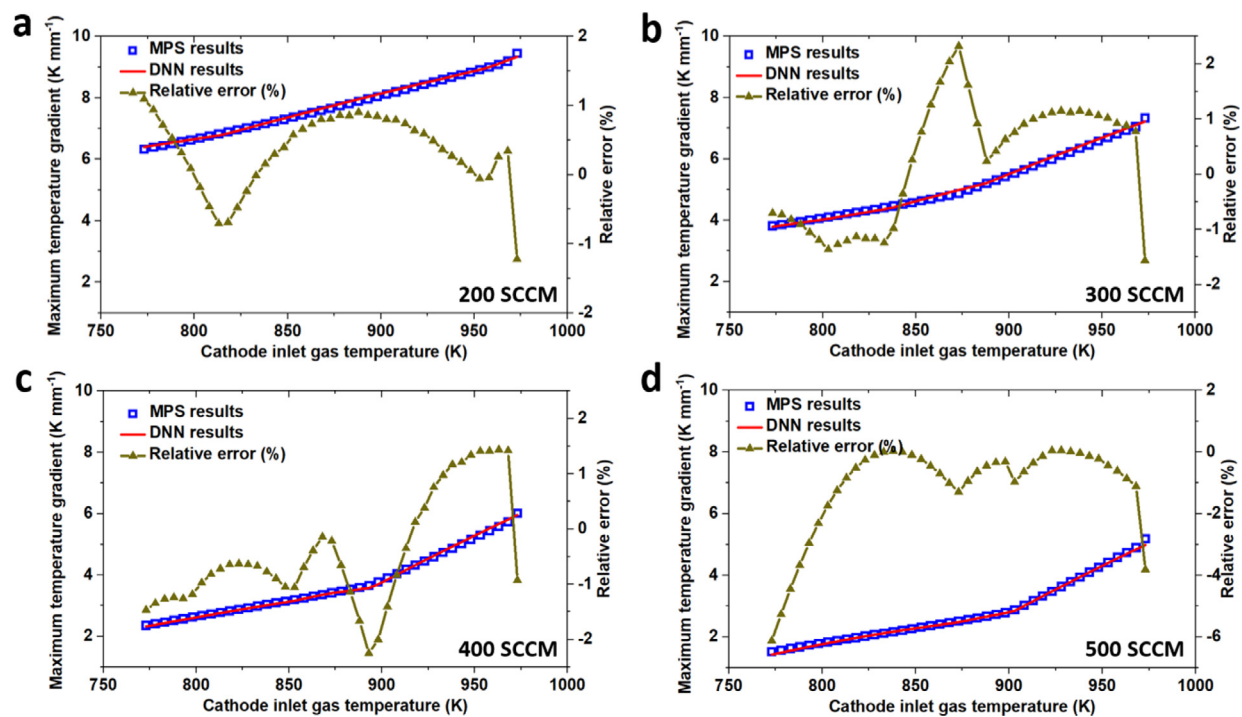 a
Maximum temperature gradient (K mm⁻¹)
10
8
6
4
2
MPS results
DNN results
Relative error (%)
200 SCCM
2
1
0
-1
-2
Relative error (%)
750
800
850
900
950
1000
Cathode inlet gas temperature (K)
b
Maximum temperature gradient (K mm⁻¹)
10
8
6
4
2
MPS results
DNN results
Relative error (%)
300 SCCM
2
1
0
-1
-2
Relative error (%)
750
800
850
900
950
1000
Cathode inlet gas temperature (K)
c
Maximum temperature gradient (K mm⁻¹)
10
8
6
4
2
MPS results
DNN results
Relative error (%)
400 SCCM
2
1
0
-1
-2
Relative error (%)
750
800
850
900
950
1000
Cathode inlet gas temperature (K)
d
Maximum temperature gradient (K mm⁻¹)
10
8
6
4
2
MPS results
DNN results
Relative error (%)
500 SCCM
2
0
-2
-4
-6
Relative error (%)
750
800
850
900
950
1000
Cathode inlet gas temperature (K)